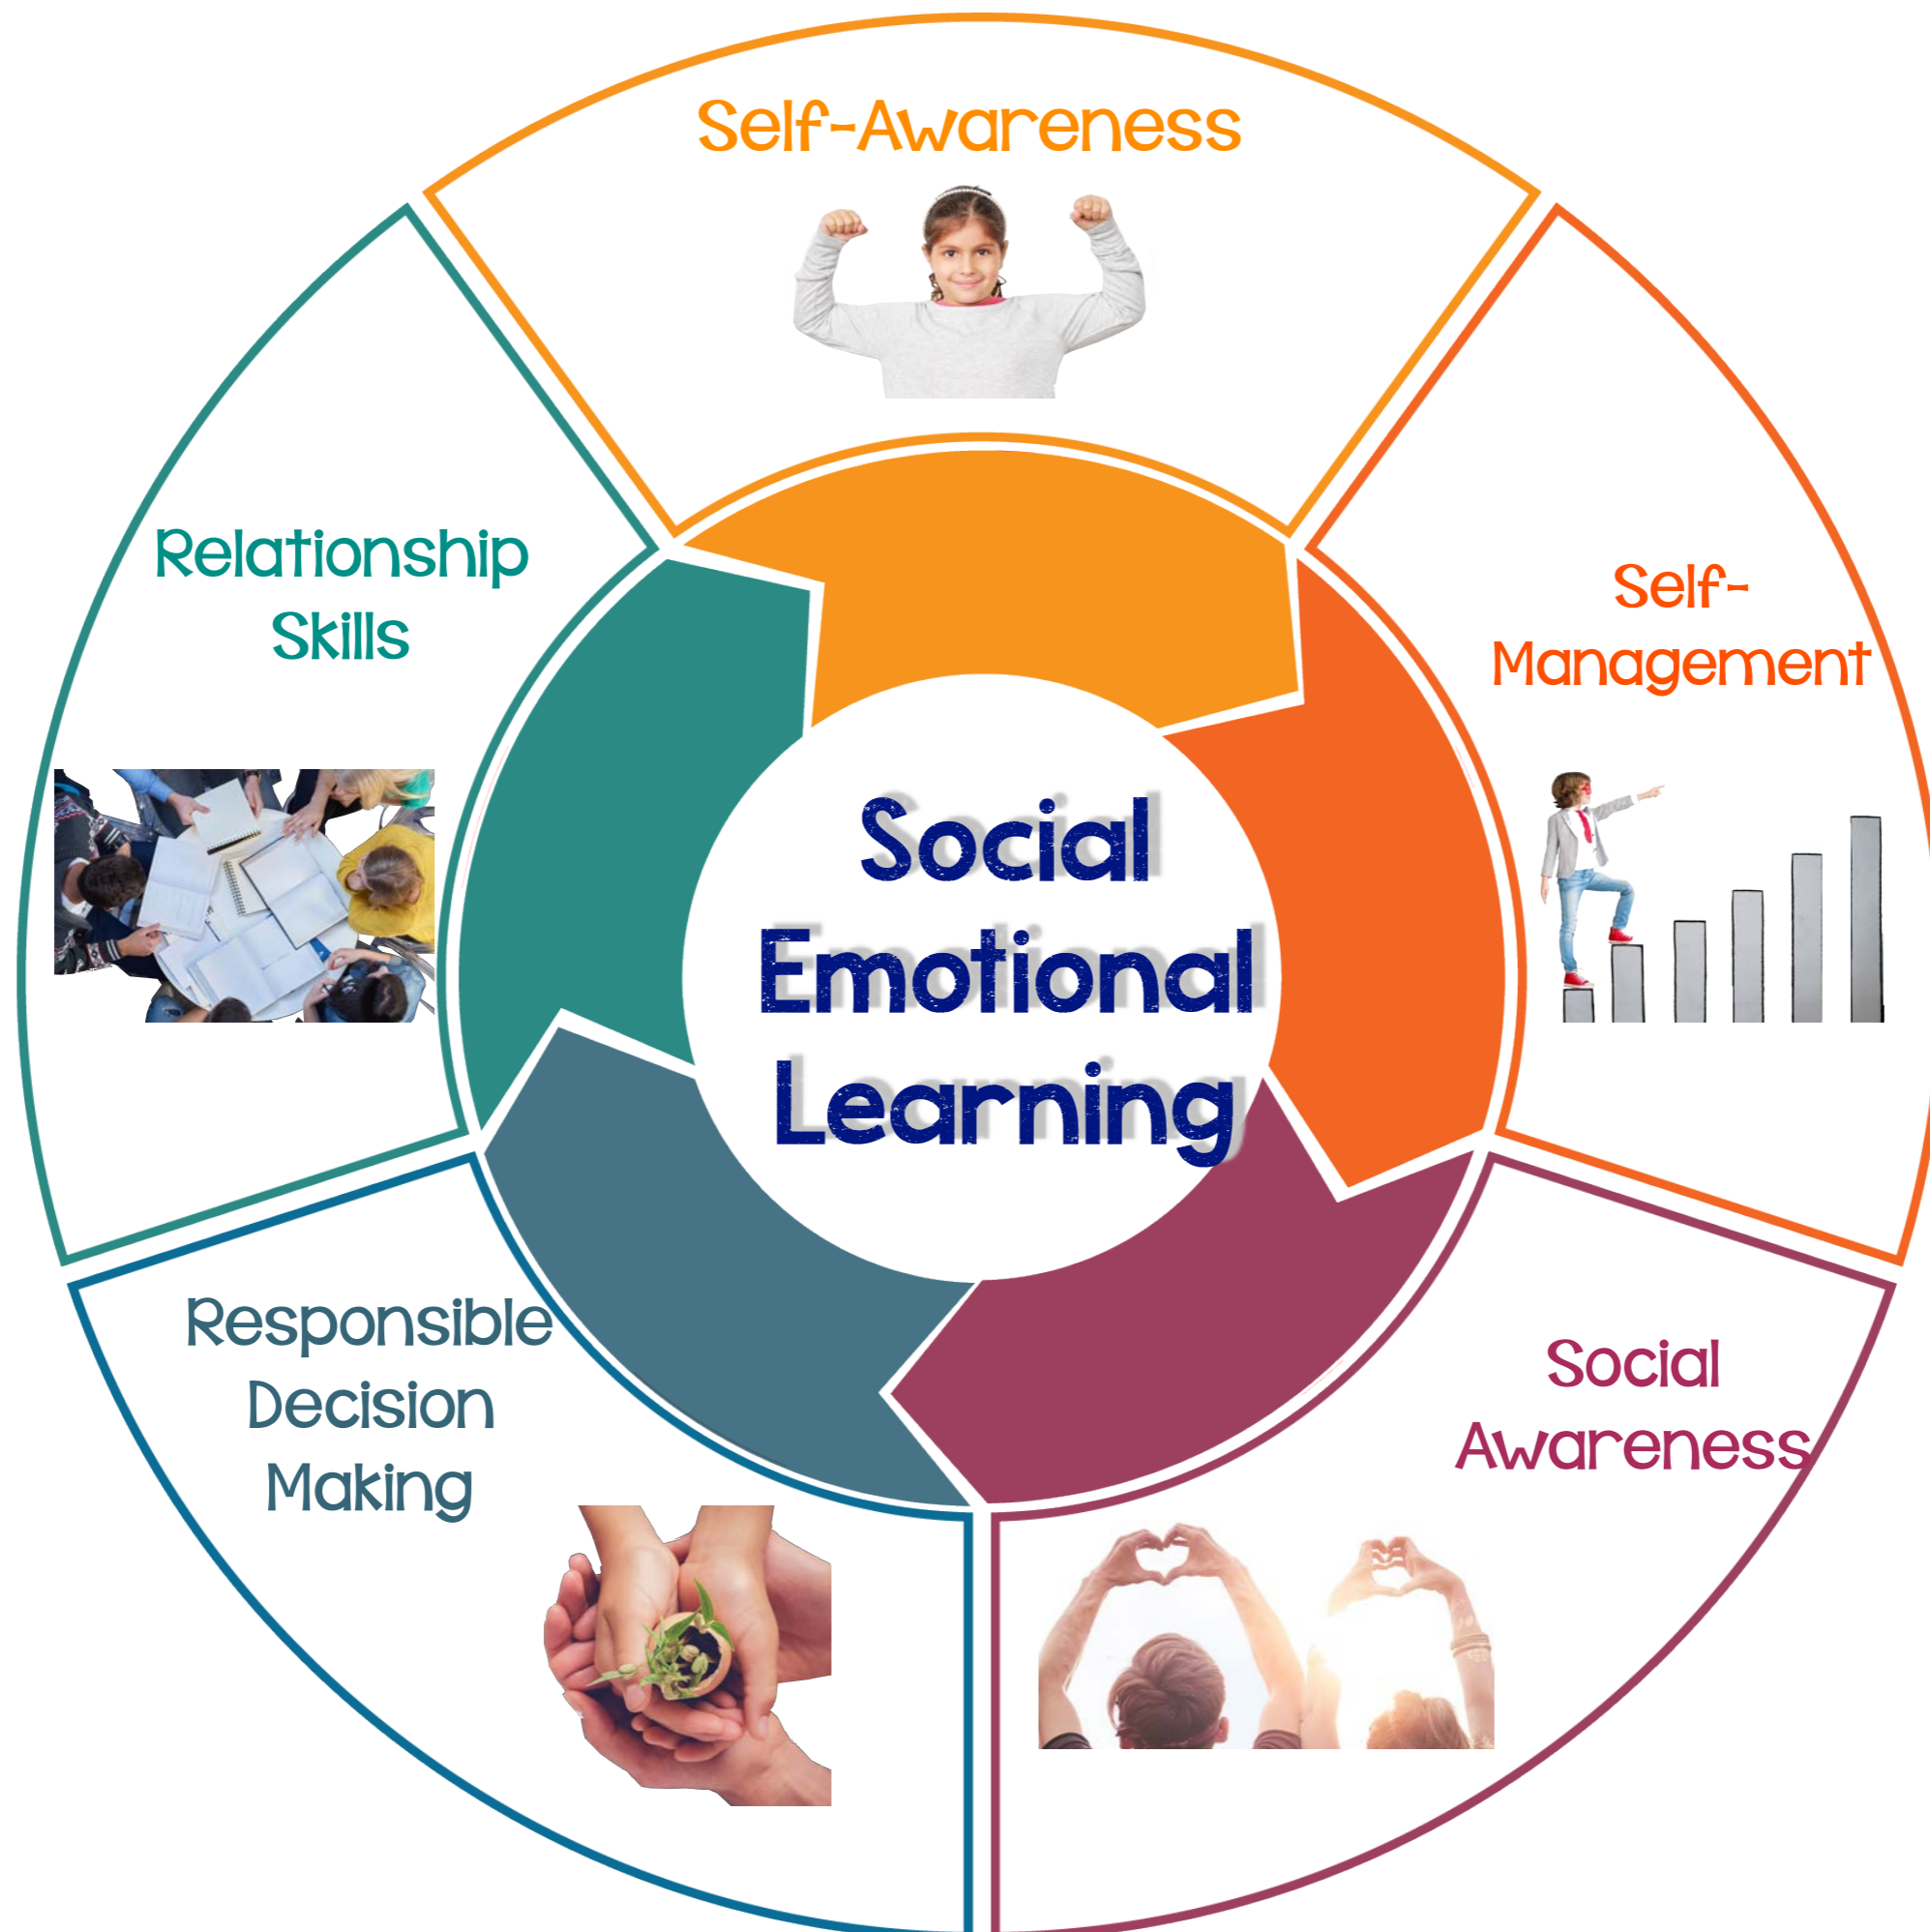 Self-Awareness
Self-
Management
Social
Awareness
Responsible
Decision
Making
Relationship
Skills
Social
Emotional
Learning